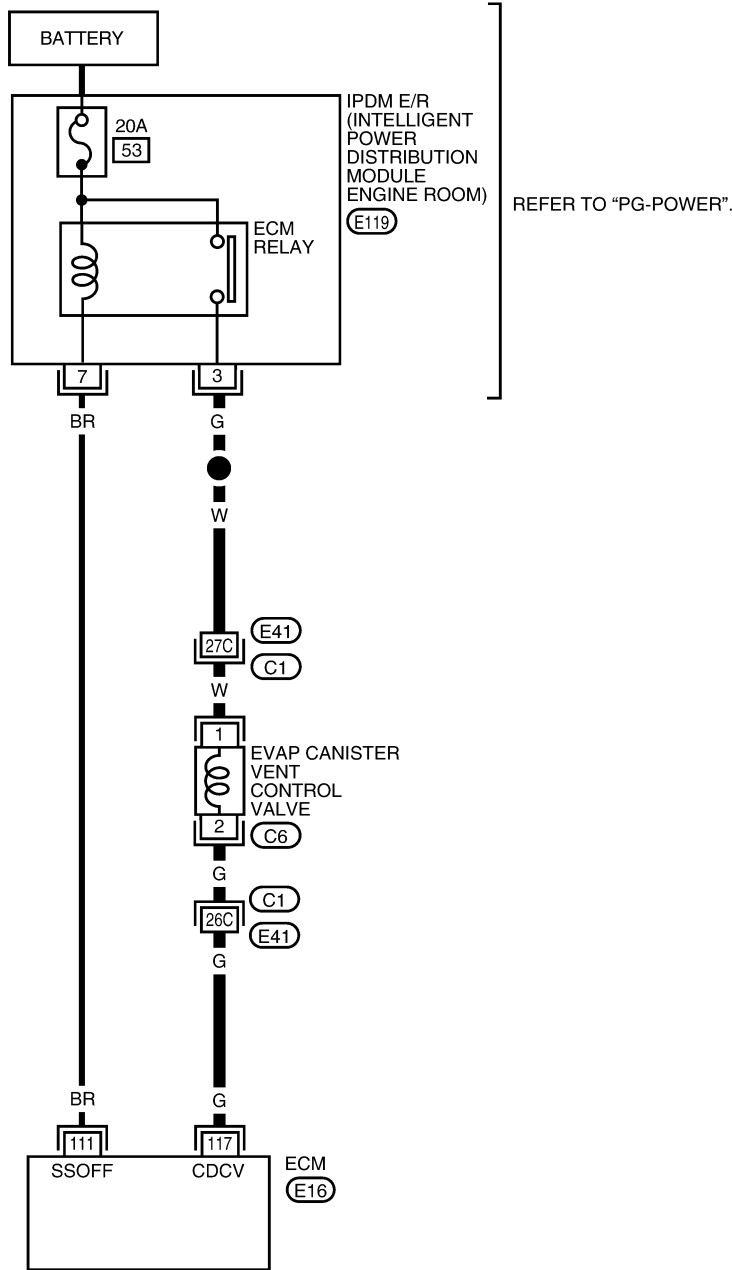 BATTERY
20A
53
IPDM E/R
(INTELLIGENT
POWER
DISTRIBUTION
MODULE
ENGINE ROOM)
E119
REFER TO “PG-POWER”.
ECM
RELAY
7
3
BR
G
W
27C
E41
C1
W
1
EVAP CANISTER
VENT
CONTROL
VALVE
2
C6
G
C1
26C
E41
G
BR
G
111
117
SSOFF
CDCV
ECM
E16